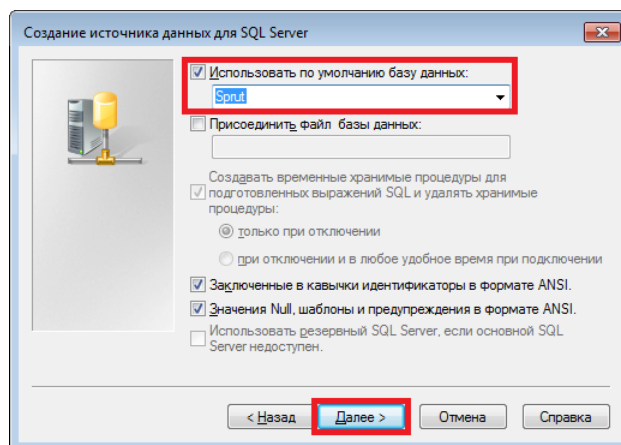 Создание источника данных для SQL Server
Использовать по умолчанию базу данных:
Sprut
Присоединить файл базы данных:
Создавать временные хранимые процедуры для
подготовленных выражений SQL и удалять хранимые
процедуры:
только при отключении
при отключении и в любое удобное время при подключении
Заключенные в кавычки идентификаторы в формате ANSI.
Значения Null, шаблоны и предупреждения в формате ANSI.
Использовать резервный SQL Server, если основной SQL
Server недоступен.
< Назад Далее > Отмена Справка